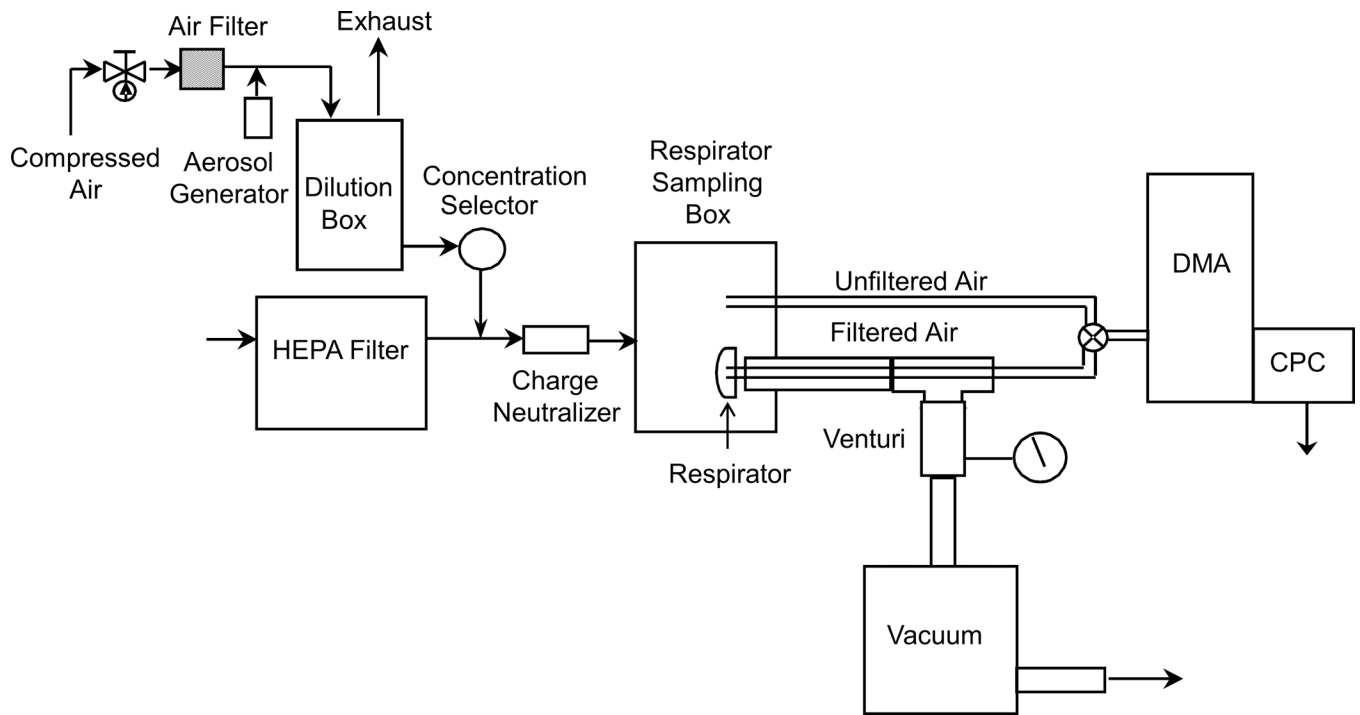 Air Filter
Exhaust
Compressed
Air
Aerosol
Generator
Dilution
Box
Concentration
Selector
Respirator
Sampling
Box
HEPA Filter
Charge
Neutralizer
Unfiltered Air
Filtered Air
DMA
CPC
Venturi
Respirator
Vacuum